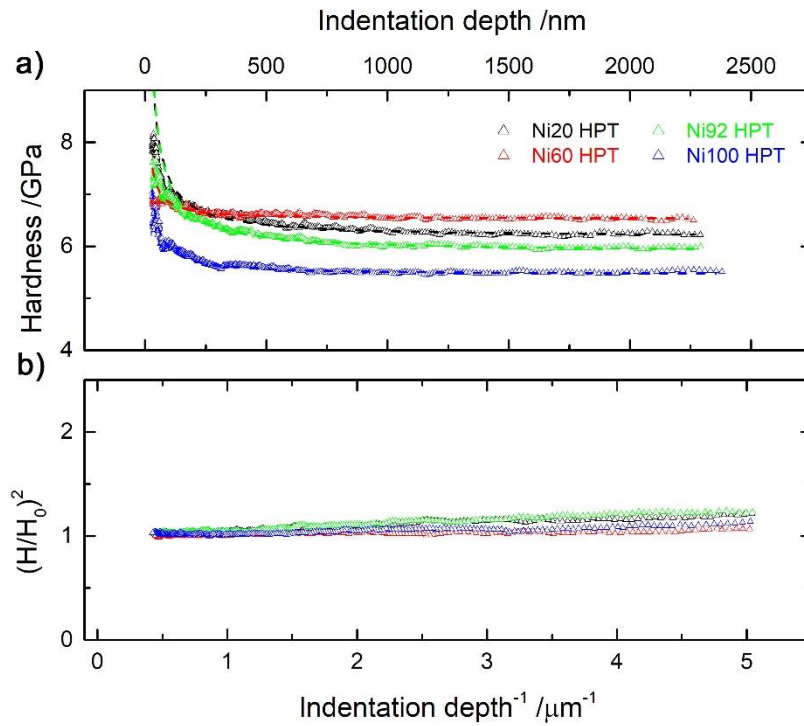 Indentation depth /nm
a)
0 500 1000 1500 2000 2500
8
6
4
Hardness /GPa
△ Ni20 HPT △ Ni92 HPT
△ Ni60 HPT △ Ni100 HPT
b)
2
1
0
(H/H₀)²
0 1 2 3 4 5
Indentation depth⁻¹ /μm⁻¹